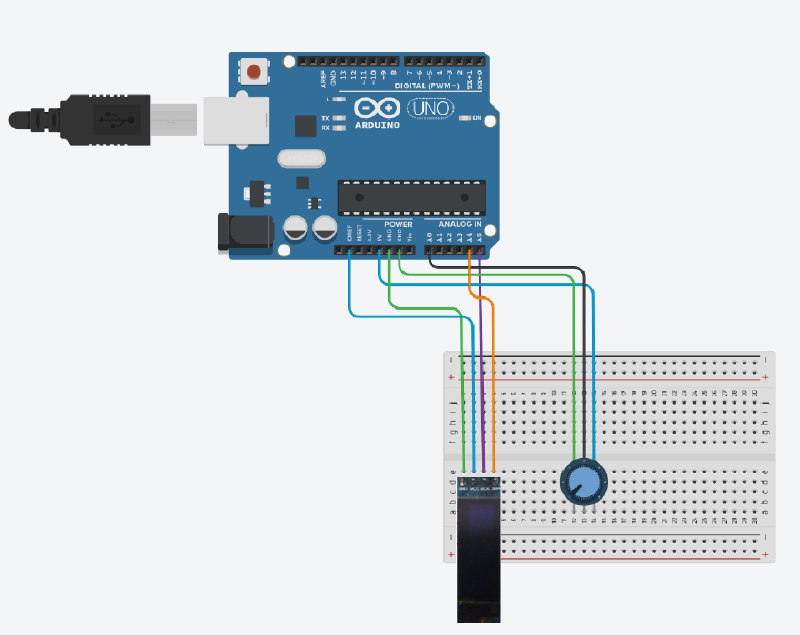 AREF
GND
13
12
~11
~10
~9
8
7
~6
~5
~4
~3
2
TX→1
RX←0
DIGITAL (PWM~)
L
TX
RX
ARDUINO
UNO
ON
POWER
ANALOG IN
IOREF
RESET
3.3V
5V
GND
GND
Vin
A0
A1
A2
A3
A4
A5
- -
+ +
j j
i i
h h
g g
f f
e e
d d
c c
b b
a a
- -
+ +